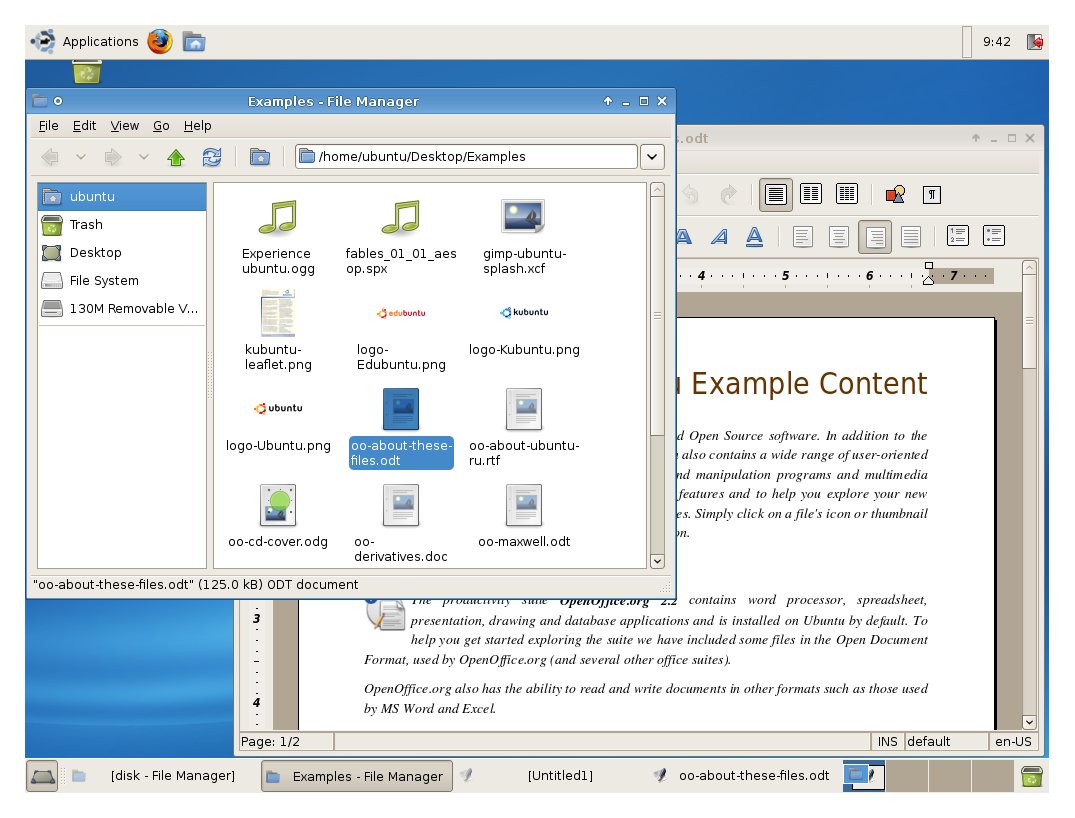 Applications
9:42
Examples - File Manager
s.odt
File Edit View Go Help
/home/ubuntu/Desktop/Examples
ubuntu
Trash
Desktop
File System
130M Removable V...
Experience
ubuntu.ogg
fables_01_01_aes
op.spx
gimp-ubuntu-
splash.xcf
kubuntu-
leaflet.png
edubuntu
logo-
Edubuntu.png
kubuntu
logo-Kubuntu.png
ubuntu
logo-Ubuntu.png
oo-about-these-
files.odt
oo-about-ubuntu-
ru.rtf
oo-cd-cover.odg
oo-
derivatives.doc
oo-maxwell.odt
"oo-about-these-files.odt" (125.0 kB) ODT document
4 5 6 7
u Example Content
d Open Source software. In addition to the
also contains a wide range of user-oriented
nd manipulation programs and multimedia
features and to help you explore your new
es. Simply click on a file's icon or thumbnail
on.
The productivity suite OpenOffice.org 2.2 contains word processor, spreadsheet,
presentation, drawing and database applications and is installed on Ubuntu by default. To
help you get started exploring the suite we have included some files in the Open Document
Format, used by OpenOffice.org (and several other office suites).
OpenOffice.org also has the ability to read and write documents in other formats such as those used
by MS Word and Excel.
3
4
Page: 1/2
INS
default
en-US
[disk - File Manager]
Examples - File Manager
[Untitled1]
oo-about-these-files.odt